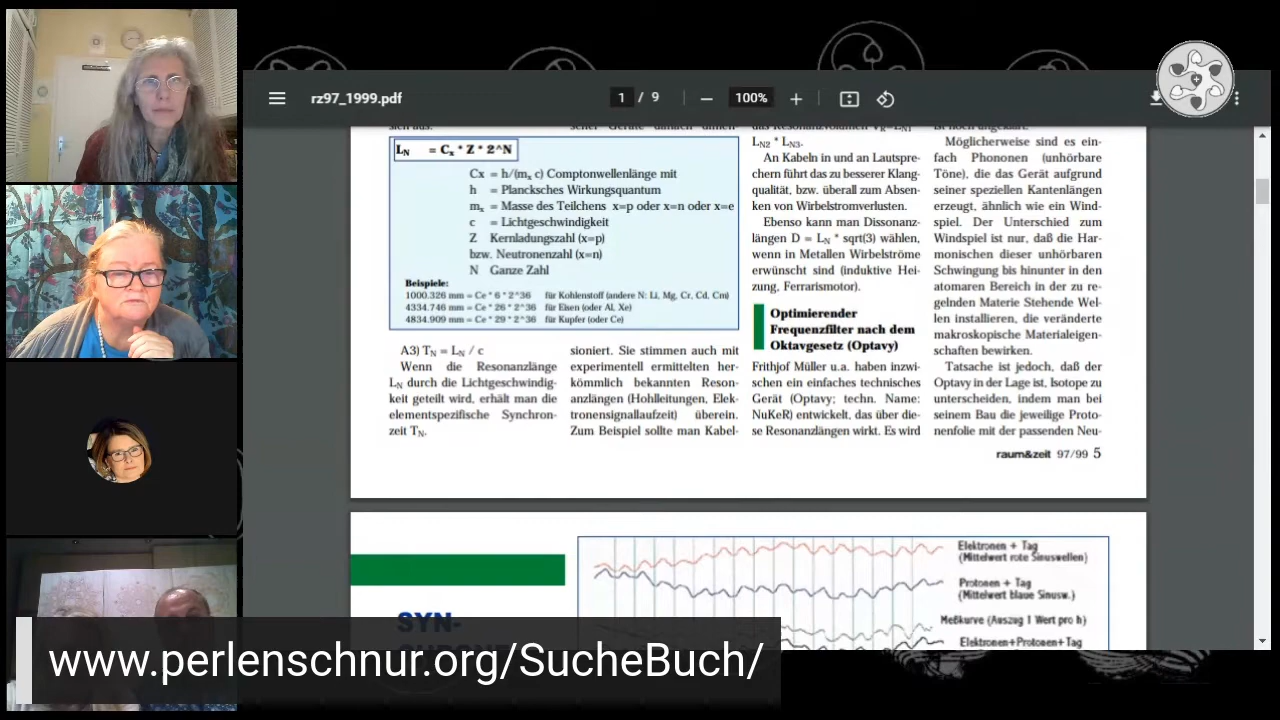 rz97_1999.pdf
1 / 9
100%
L_N = C_x * Z * 2^N
Cx = h/(m_x c) Comptonwellenlänge mit
h = Plancksches Wirkungsquantum
m_x = Masse des Teilchens x=p oder x=n oder x=e
c = Lichtgeschwindigkeit
Z Kernladungszahl (x=p)
bzw. Neutronenzahl (x=n)
N Ganze Zahl
Beispiele:
1000.326 mm = Ce * 6 * 2^36 für Kohlenstoff (andere N: Li, Mg, Cr, Cd, Cm)
4334.746 mm = Ce * 26 * 2^36 für Eisen (oder Al, Xe)
4834.909 mm = Ce * 29 * 2^36 für Kupfer (oder Ce)
A3) T_N = L_N / c
Wenn die Resonanzlänge
L_N durch die Lichtgeschwindig-
keit geteilt wird, erhält man die
elementspezifische Synchron-
zeit T_N.
sioniert. Sie stimmen auch mit
experimentell ermittelten her-
kömmlich bekannten Reson-
anzlängen (Hohlleitungen, Elek-
tronensignallaufzeit) überein.
Zum Beispiel sollte man Kabel-
L_N2 * L_N3.
An Kabeln in und an Lautspre-
chern führt das zu besserer Klang-
qualität, bzw. überall zum Absen-
ken von Wirbelstromverlusten.
Ebenso kann man Dissonanz-
längen D = L_N * sqrt(3) wählen,
wenn in Metallen Wirbelströme
erwünscht sind (induktive Hei-
zung, Ferrarismotor).
Optimierender
Frequenzfilter nach dem
Oktavgesetz (Optavy)
Frithjof Müller u.a. haben inzwi-
schen ein einfaches technisches
Gerät (Optavy; techn. Name:
NuKeR) entwickelt, das über die-
se Resonanzlängen wirkt. Es wird
Möglicherweise sind es ein-
fach Phononen (unhörbare
Töne), die das Gerät aufgrund
seiner speziellen Kantenlängen
erzeugt, ähnlich wie ein Wind-
spiel. Der Unterschied zum
Windspiel ist nur, daß die Har-
monischen dieser unhörbaren
Schwingung bis hinunter in den
atomaren Bereich in der zu re-
gelnden Materie Stehende Wel-
len installieren, die veränderte
makroskopische Materialeigen-
schaften bewirken.
Tatsache ist jedoch, daß der
Optavy in der Lage ist, Isotope zu
unterscheiden, indem man bei
seinem Bau die jeweilige Proto-
nenfolie mit der passenden Neu-
raum&zeit 97/99 5
SYN-
Elektronen + Tag
(Mittelwert rote Sinuswellen)
Protonen + Tag
(Mittelwert blaue Sinusw.)
Meßkurve (Auszug 1 Wert pro h)
Elektronen+Protonen+Tag
www.perlenschnur.org/SucheBuch/